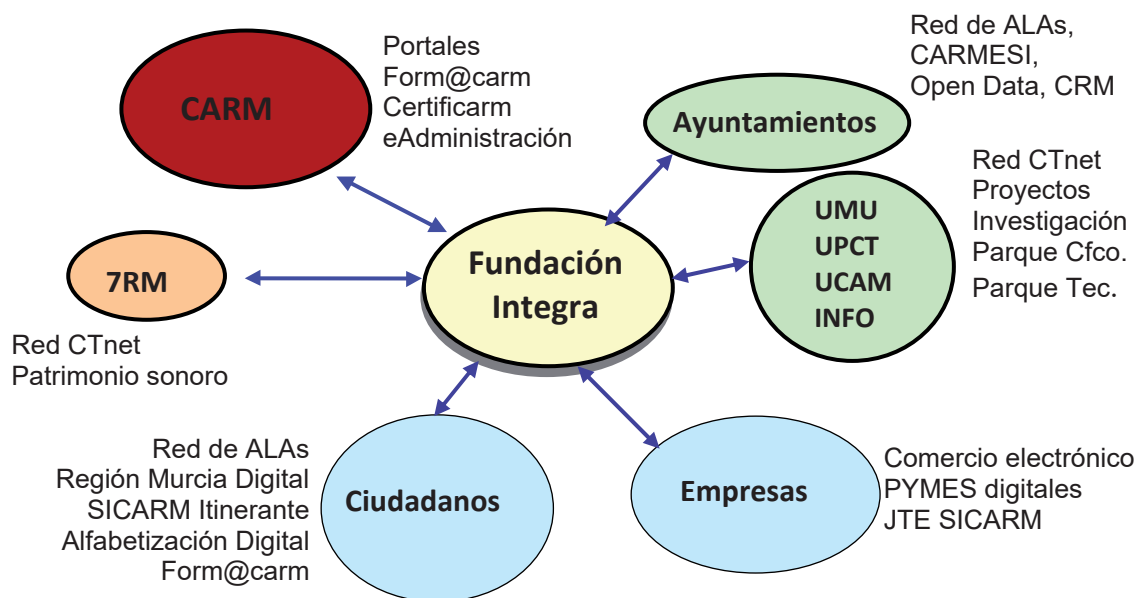 Portales
Form@carm
Certificarm
eAdministración
CARM
Red de ALAs,
CARMESI,
Open Data, CRM
Ayuntamientos
Red CTnet
Proyectos
Investigación
Parque Cfco.
Parque Tec.
UMU
UPCT
UCAM
INFO
Fundación
Integra
7RM
Red CTnet
Patrimonio sonoro
Red de ALAs
Región Murcia Digital
SICARM Itinerante
Alfabetización Digital
Form@carm
Ciudadanos
Empresas
Comercio electrónico
PYMES digitales
JTE SICARM